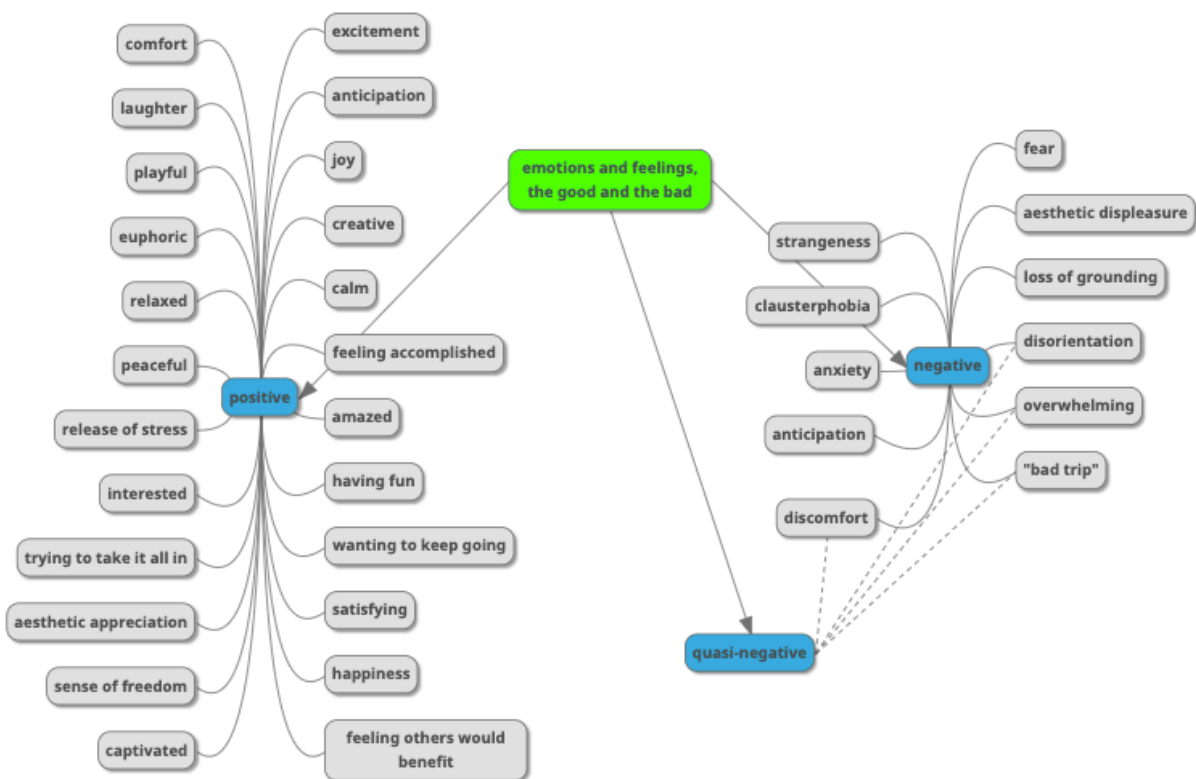 excitement
comfort
anticipation
laughter
joy
playful
creative
euphoric
calm
relaxed
feeling accomplished
peaceful
positive
amazed
release of stress
having fun
interested
wanting to keep going
trying to take it all in
satisfying
aesthetic appreciation
happiness
sense of freedom
feeling others would
benefit
captivated
emotions and feelings,
the good and the bad
fear
aesthetic displeasure
strangeness
loss of grounding
clausterphobia
disorientation
negative
anxiety
overwhelming
anticipation
"bad trip"
discomfort
quasi-negative